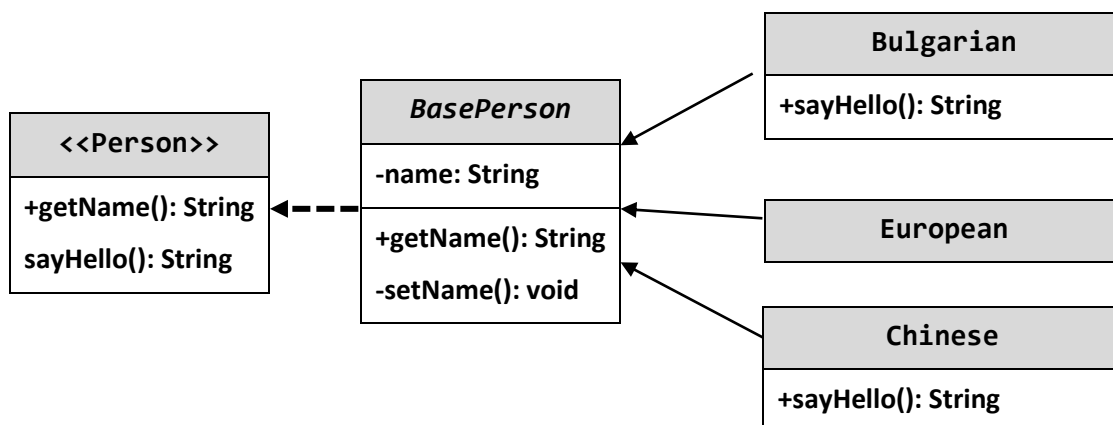 <<Person>>
+getName(): String
sayHello(): String
BasePerson
-name: String
+getName(): String
-setName(): void
Bulgarian
+sayHello(): String
European
Chinese
+sayHello(): String